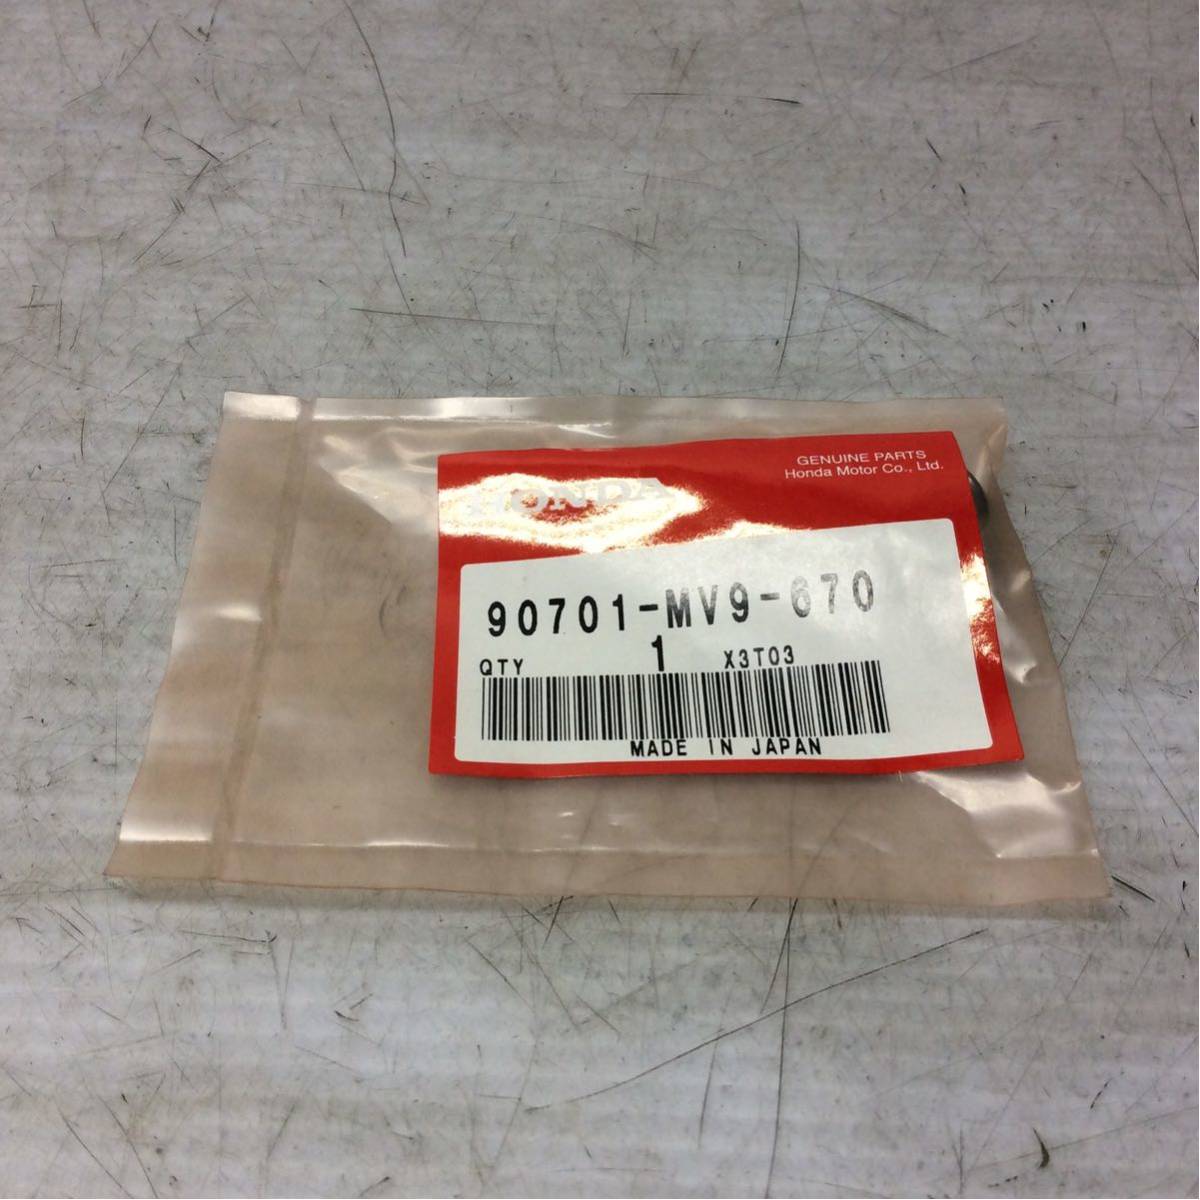 GENUINE PARTS
Honda Motor Co., Ltd.
HONDA
90701-MV9-670
QTY 1 X3T03
MADE IN JAPAN